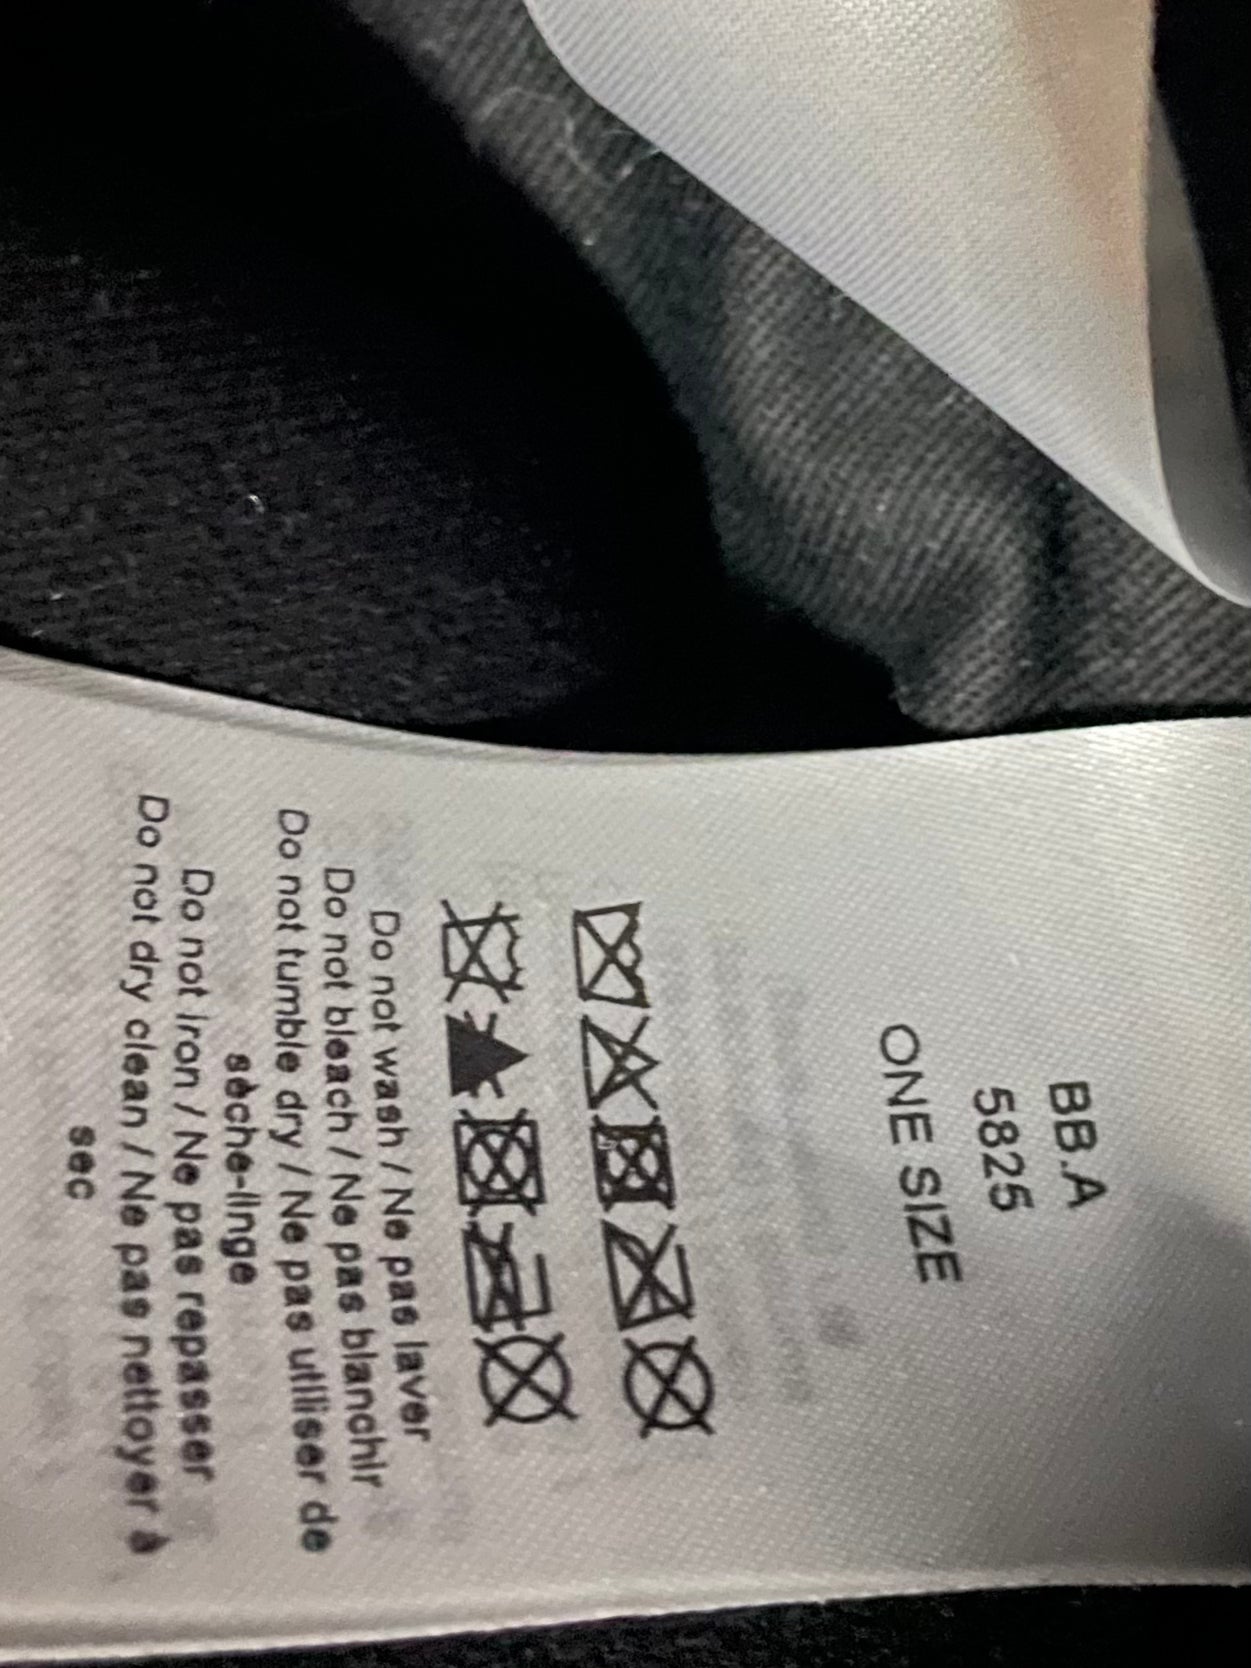 BB.A
5825
ONE SIZE
Do not wash / Ne pas laver
Do not bleach / Ne pas blanchir
Do not tumble dry / Ne pas utiliser de
sèche-linge
Do not iron / Ne pas repasser
Do not dry clean / Ne pas nettoyer à
sec